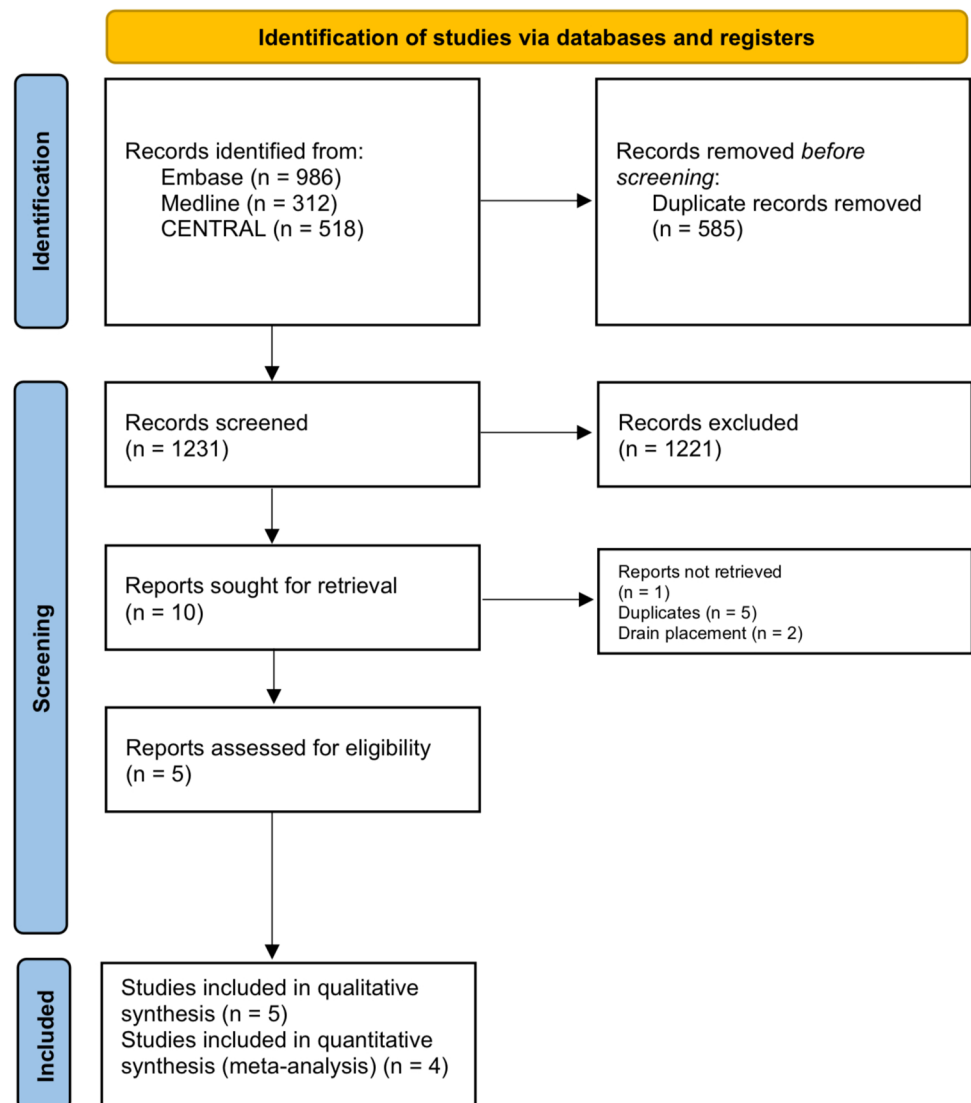 Identification of studies via databases and registers
Identification
Records identified from:
Embase (n = 986)
Medline (n = 312)
CENTRAL (n = 518)
Records removed before
screening:
Duplicate records removed
(n = 585)
Screening
Records screened
(n = 1231)
Records excluded
(n = 1221)
Reports sought for retrieval
(n = 10)
Reports not retrieved
(n = 1)
Duplicates (n = 5)
Drain placement (n = 2)
Reports assessed for eligibility
(n = 5)
Included
Studies included in qualitative
synthesis (n = 5)
Studies included in quantitative
synthesis (meta-analysis) (n = 4)